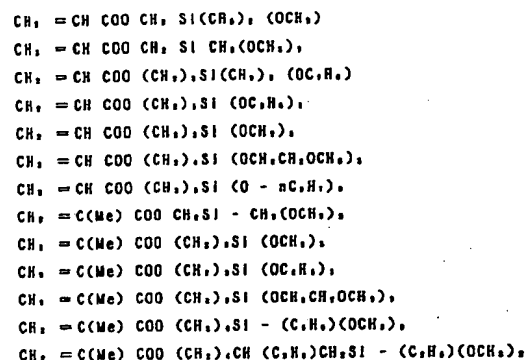 CH₂ =CH COO CH₂ Si(CH₃)₂ (OCH₃)
CH₂ =CH COO CH₂ Si CH₃(OCH₃)₂
CH₂ =CH COO (CH₂)₃Si(CH₃)₂ (OC₂H₅)
CH₂ =CH COO (CH₂)₃Si (OC₂H₅)₃
CH₂ =CH COO (CH₂)₃Si (OCH₃)₃
CH₂ =CH COO (CH₂)₃Si (OCH₂CH₂OCH₃)₃
CH₂ =CH COO (CH₂)₃Si (O - nC₃H₇)₃
CH₂ =C(Me) COO CH₂Si - CH₃(OCH₃)₂
CH₂ =C(Me) COO (CH₂)₃Si (OCH₃)₃
CH₂ =C(Me) COO (CH₂)₃Si (OC₂H₅)₃
CH₂ =C(Me) COO (CH₂)₃Si (OCH₂CH₂OCH₃)₃
CH₂ =C(Me) COO (CH₂)₃Si - (C₂H₅)(OCH₃)₂
CH₂ =C(Me) COO (CH₂)₂CH (C₂H₅)CH₂Si - (C₂H₅)(OCH₃)₂